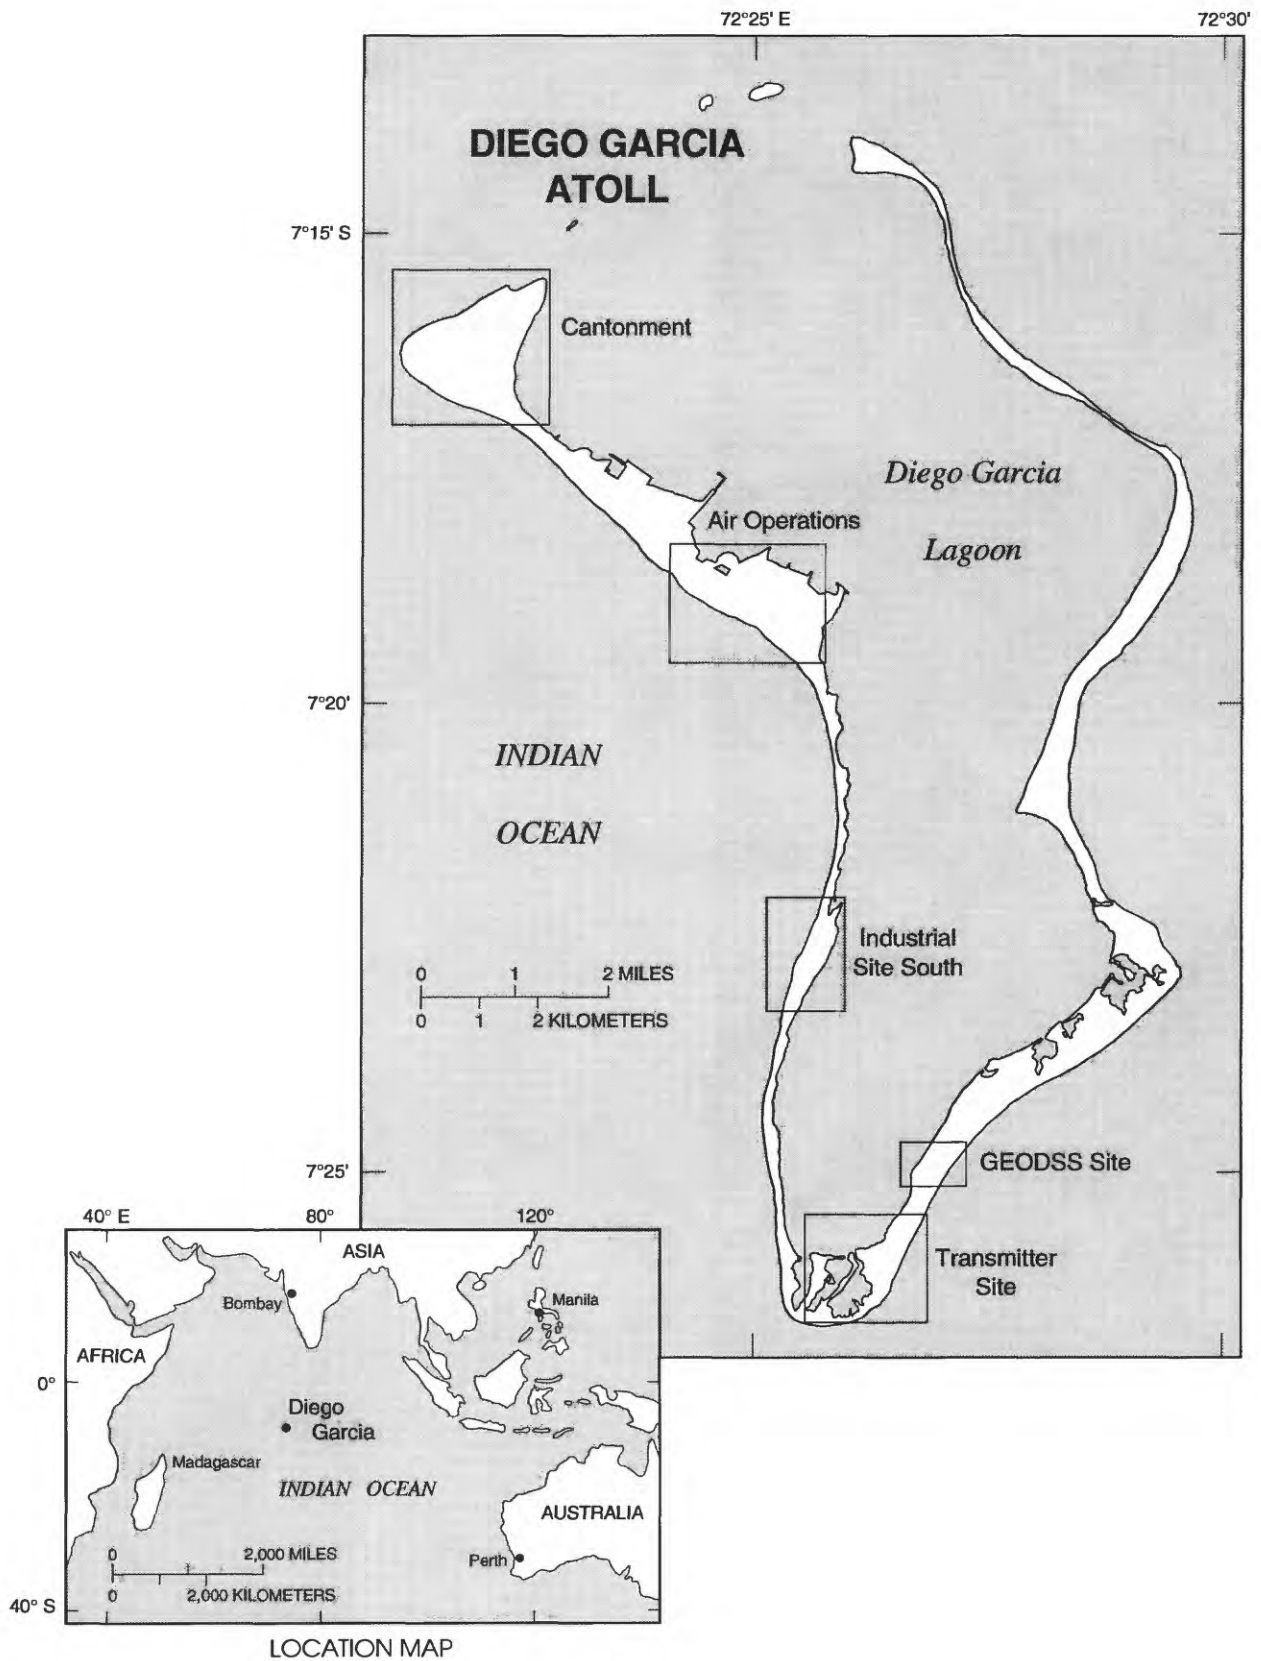 72°25' E
72°30'
DIEGO GARCIA
ATOLL
7°15' S
Cantonment
Diego Garcia
Lagoon
Air Operations
7°20'
INDIAN
OCEAN
Industrial
Site South
0 1 2 MILES
0 1 2 KILOMETERS
7°25'
GEODSS Site
Transmitter
Site
40° E
80°
120°
ASIA
Bombay
Manila
AFRICA
0°
Diego
Garcia
Madagascar
INDIAN OCEAN
AUSTRALIA
0 2,000 MILES
0 2,000 KILOMETERS
Perth
40° S
LOCATION MAP